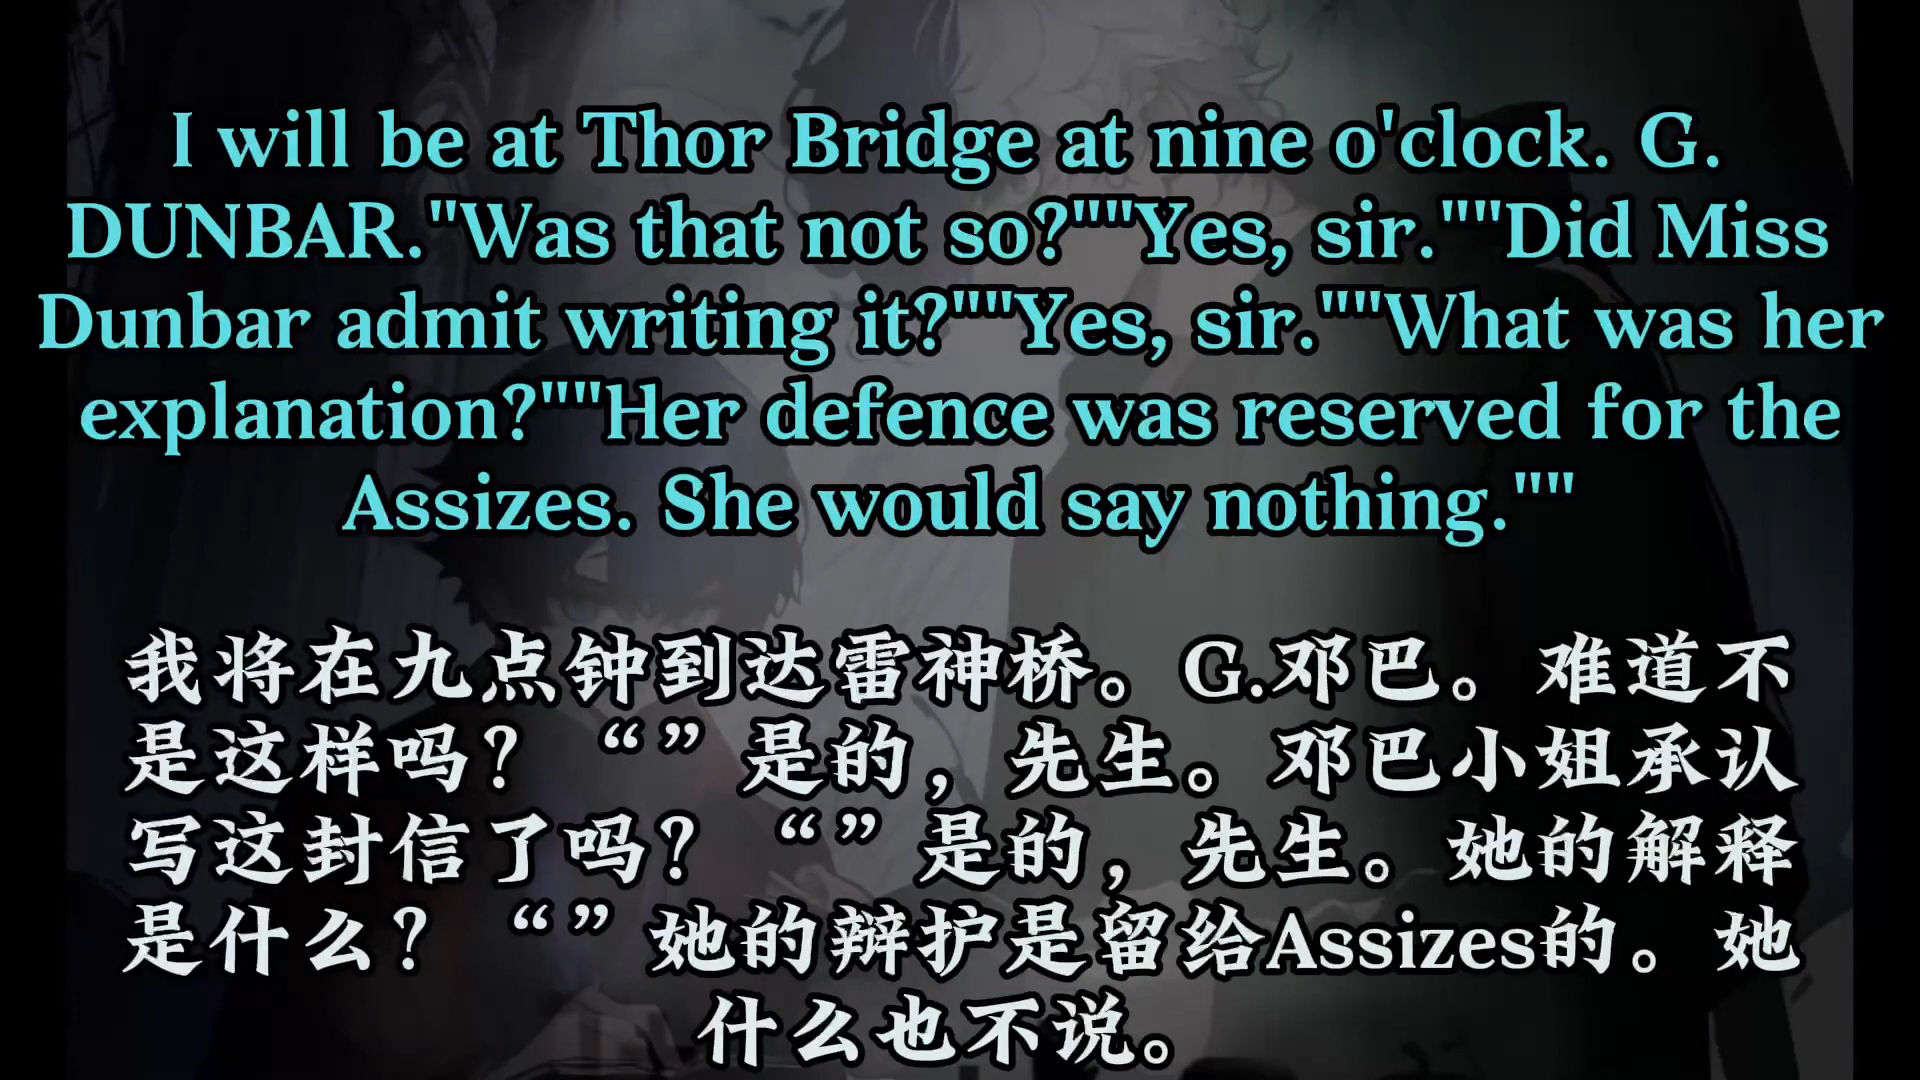 I will be at Thor Bridge at nine o'clock. G.
DUNBAR."Was that not so?""Yes, sir.""Did Miss
Dunbar admit writing it?""Yes, sir.""What was her
explanation?""Her defence was reserved for the
Assizes. She would say nothing.""
我将在九点钟到达雷神桥。G.邓巴。难道不
是这样吗？“”是的，先生。邓巴小姐承认
写这封信了吗？“”是的，先生。她的解释
是什么？“”她的辩护是留给Assizes的。她
什么也不说。